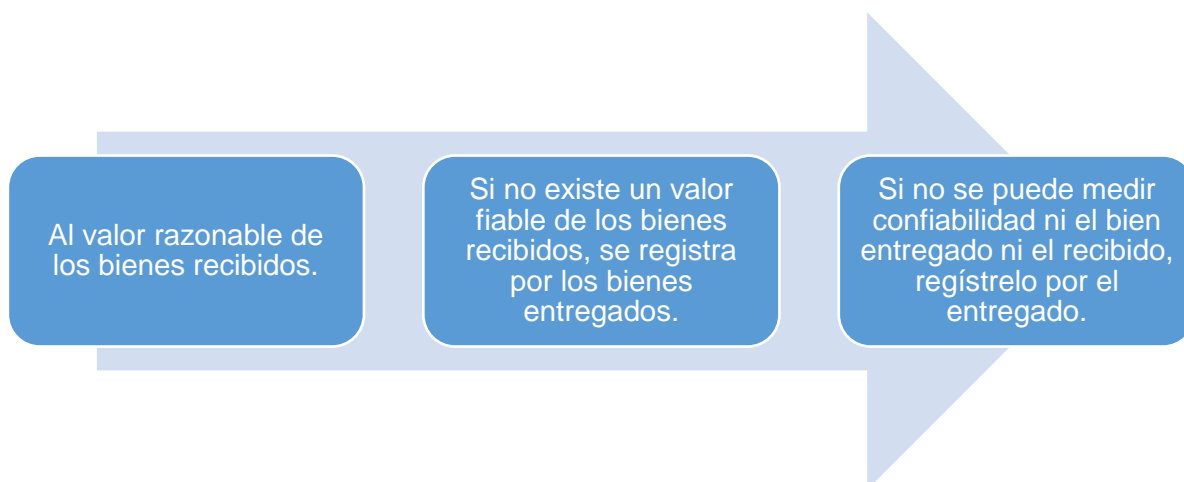 Al valor razonable de
los bienes recibidos.
Si no existe un valor
fiable de los bienes
recibidos, se registra
por los bienes
entregados.
Si no se puede medir
confiabilidad ni el bien
entregado ni el recibido,
regístrelo por el
entregado.